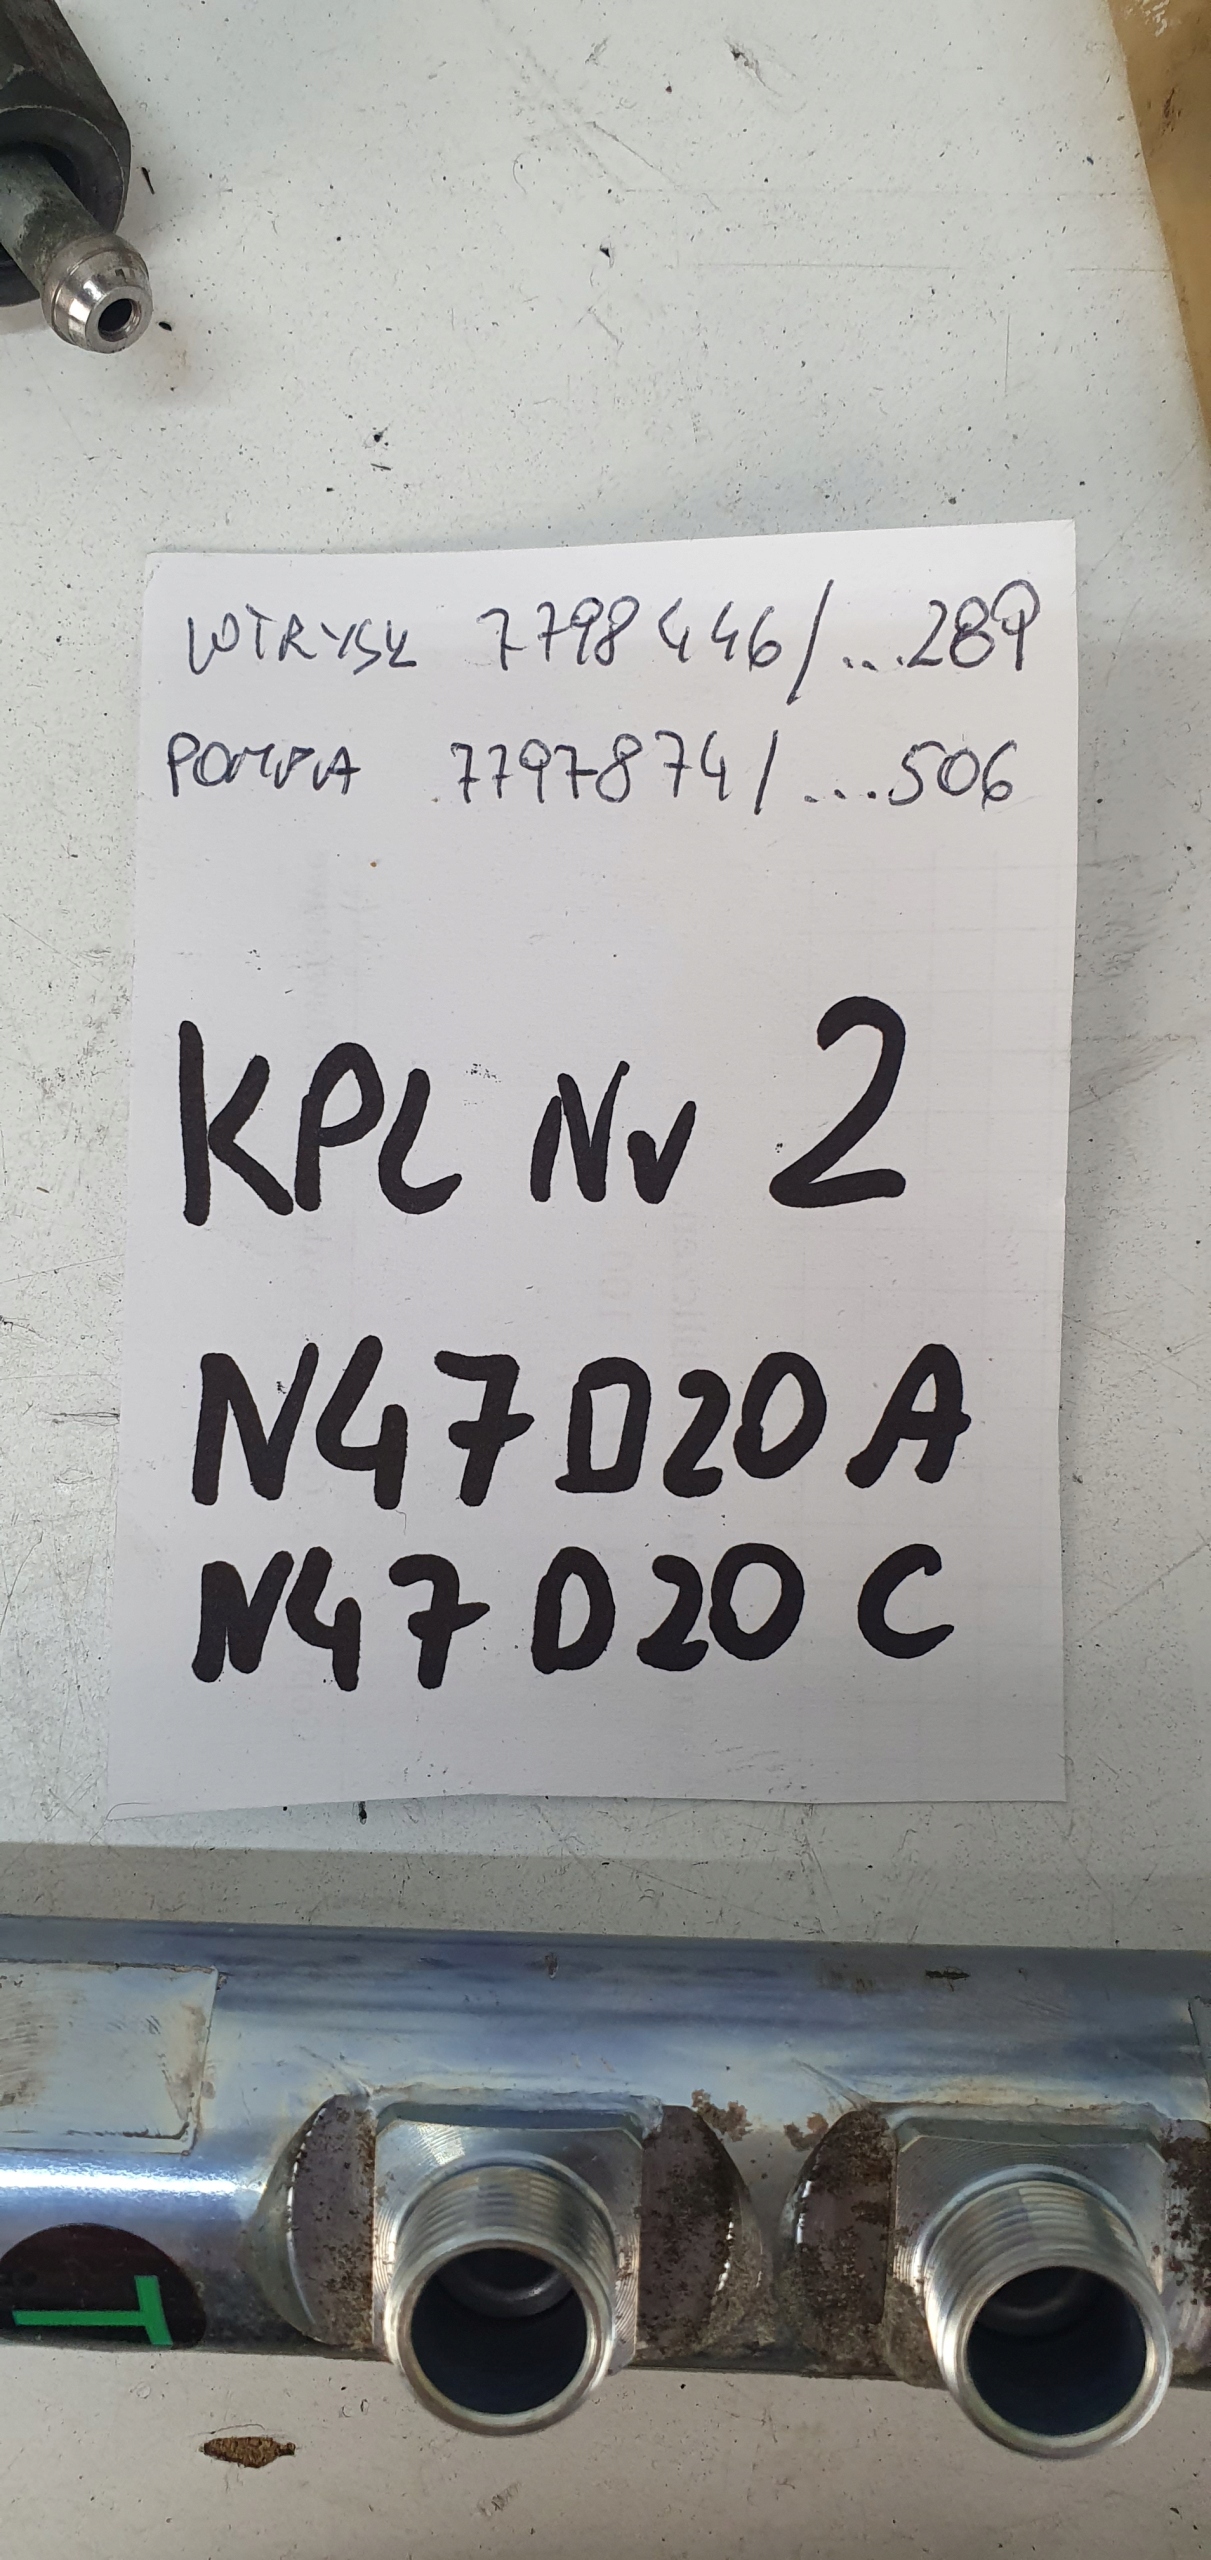 WTRYSK 7798446/...289
POMPA 7797874/...506
KPL Nr 2
N47D20A
N47D20C
T